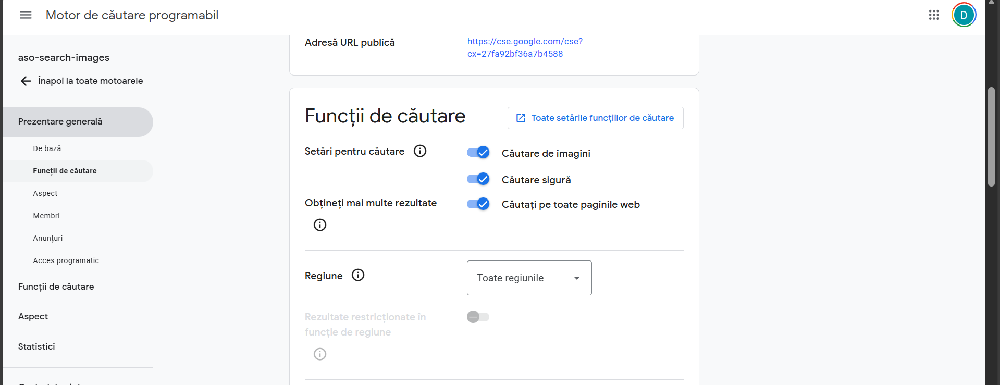 Motor de căutare programabil
D
aso-search-images
Înapoi la toate motoarele
Prezentare generală
De bază
Funcții de căutare
Aspect
Membri
Anunțuri
Acces programatic
Funcții de căutare
Aspect
Statistici
Adresă URL publică
https://cse.google.com/cse?
cx=27fa92bf36a7b4588
Funcții de căutare
Toate setările funcțiilor de căutare
Setări pentru căutare
Căutare de imagini
Căutare sigură
Obțineți mai multe rezultate
Căutați pe toate paginile web
Regiune
Toate regiunile
Rezultate restricționate în
funcție de regiune